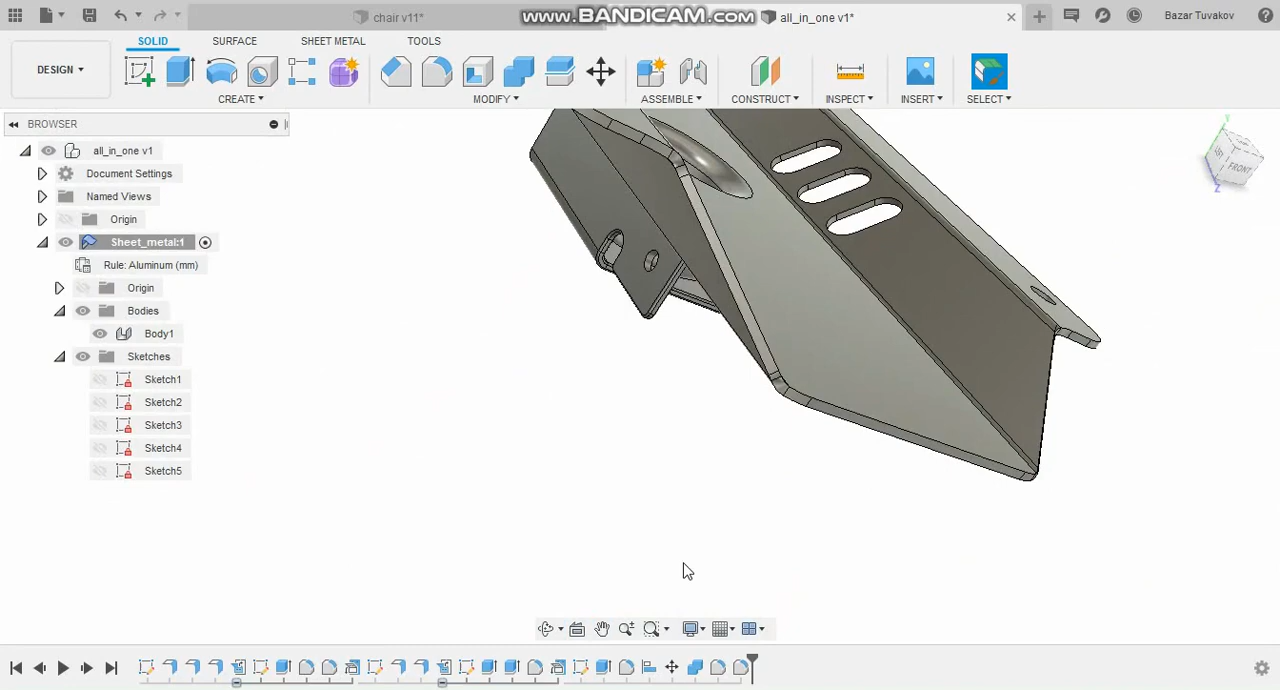 chair v11*
www.BANDICAM.com
all_in_one v1*
Bazar Tuvakov
DESIGN
SOLID
SURFACE
SHEET METAL
TOOLS
CREATE
MODIFY
ASSEMBLE
CONSTRUCT
INSPECT
INSERT
SELECT
BROWSER
all_in_one v1
Document Settings
Named Views
Origin
Sheet_metal:1
Rule: Aluminum (mm)
Origin
Bodies
Body1
Sketches
Sketch1
Sketch2
Sketch3
Sketch4
Sketch5
Y
FRONT
Z